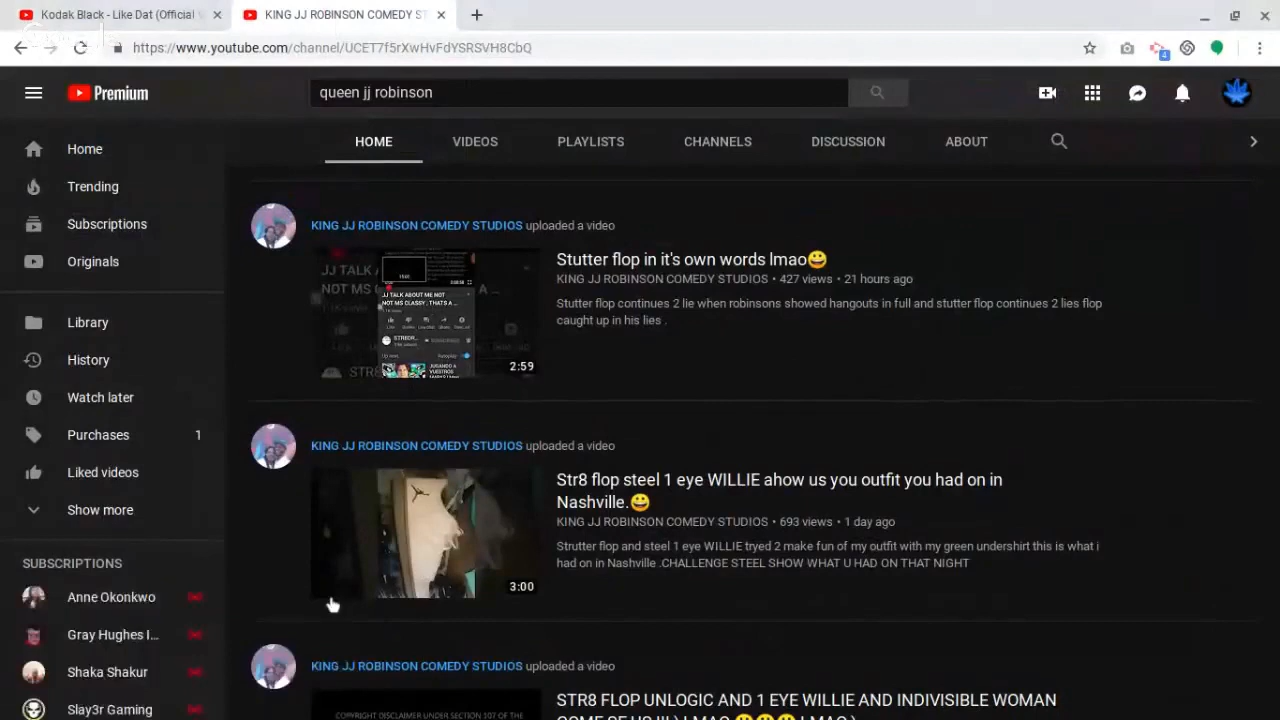 Kodak Black - Like Dat (Official
KING JJ ROBINSON COMEDY ST
https://www.youtube.com/channel/UCET7f5rXwHvFdYSRSVH8CbQ
4
Premium
queen jj robinson
HOME
VIDEOS
PLAYLISTS
CHANNELS
DISCUSSION
ABOUT
Home
Trending
Subscriptions
Originals
Library
History
Watch later
Purchases 1
Liked videos
Show more
SUBSCRIPTIONS
Anne Okonkwo
Gray Hughes I...
Shaka Shakur
Slay3r Gaming
KING JJ ROBINSON COMEDY STUDIOS uploaded a video
JJ TALK ABOUT ME NOT
NOT MS CLASSY , THATS A ...
2:59
Stutter flop in it's own words lmao😀
KING JJ ROBINSON COMEDY STUDIOS • 427 views • 21 hours ago
Stutter flop continues 2 lie when robinsons showed hangouts in full and stutter flop continues 2 lies flop
caught up in his lies .
KING JJ ROBINSON COMEDY STUDIOS uploaded a video
3:00
Str8 flop steel 1 eye WILLIE ahow us you outfit you had on in
Nashville.😀
KING JJ ROBINSON COMEDY STUDIOS • 693 views • 1 day ago
Strutter flop and steel 1 eye WILLIE tryed 2 make fun of my outfit with my green undershirt this is what i
had on in Nashville .CHALLENGE STEEL SHOW WHAT U HAD ON THAT NIGHT
KING JJ ROBINSON COMEDY STUDIOS uploaded a video
COPYRIGHT DISCLAIMER UNDER SECTION 107 OF THE
STR8 FLOP UNLOGIC AND 1 EYE WILLIE AND INDIVISIBLE WOMAN